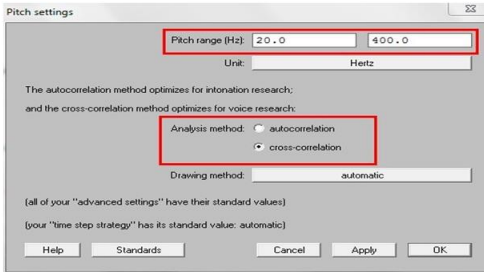 Pitch settings
Pitch range (Hz): 20.0 400.0
Unit: Hertz
The autocorrelation method optimizes for intonation research;
and the cross-correlation method optimizes for voice research:
Analysis method: autocorrelation
cross-correlation
Drawing method: automatic
(all of your "advanced settings" have their standard values)
(your "time step strategy" has its standard value: automatic)
Help Standards Cancel Apply OK